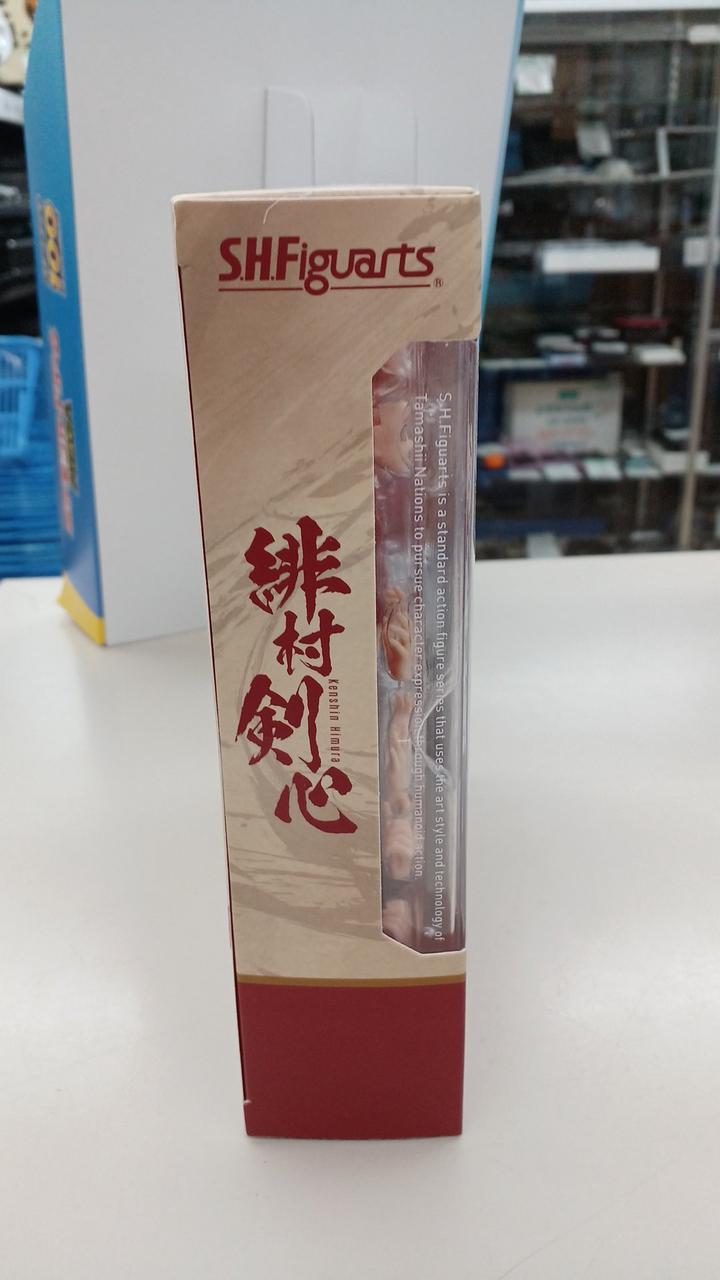 S.H.Figuarts®
緋村剣心
Kenshin Himura
S.H.Figuarts is a standard action figure series that uses the art style and technology of
Tamashii Nations to pursue character expression through humanoid action.
100